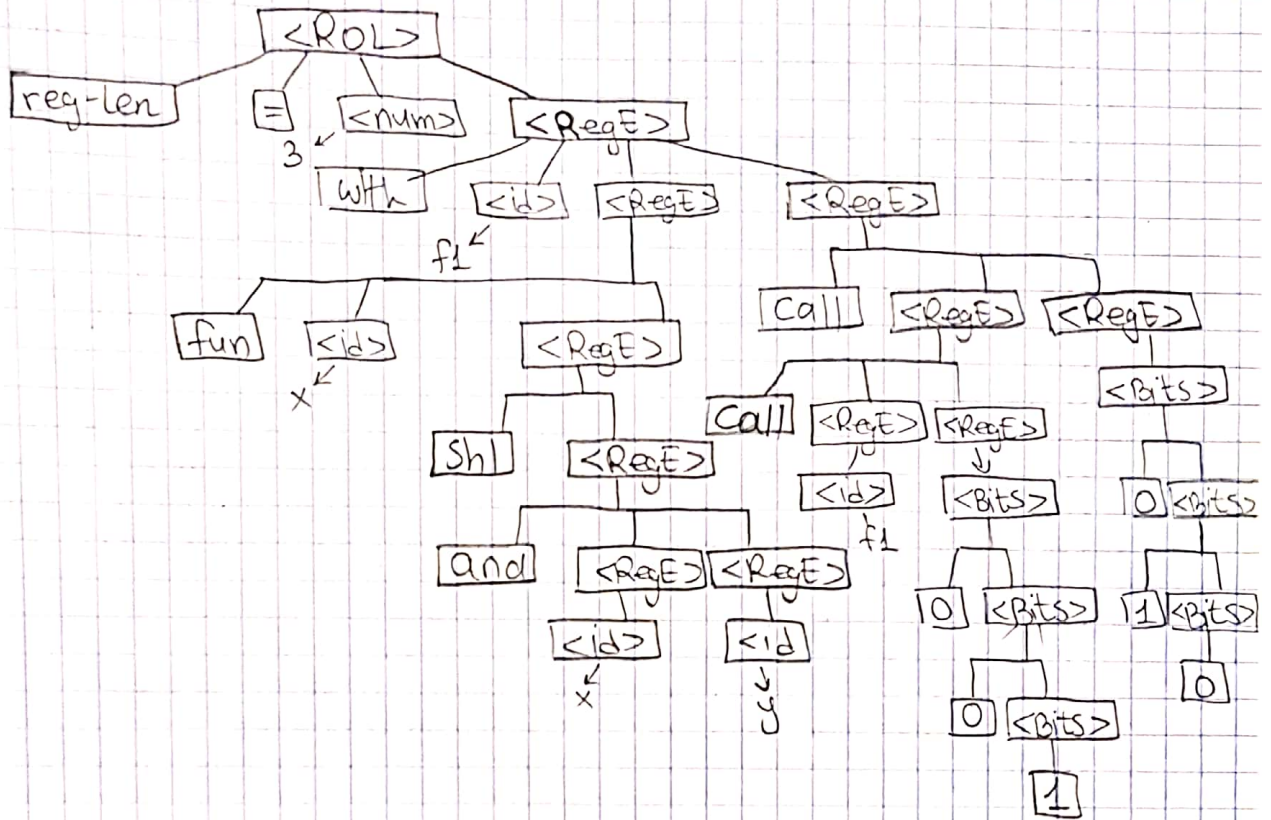 <ROL>
reg-len = <num> <RegE>
3
with <id> <RegE> <RegE>
f1
fun <id> <RegE> Call <RegE> <RegE>
x
<Bits>
Call <RegE> <RegE>
Shl <RegE>
<id> <Bits> 0 <Bits>
f1
and <RegE> <RegE>
0 <Bits> 1 <Bits>
<id> <id
x y
0 <Bits> 0
1